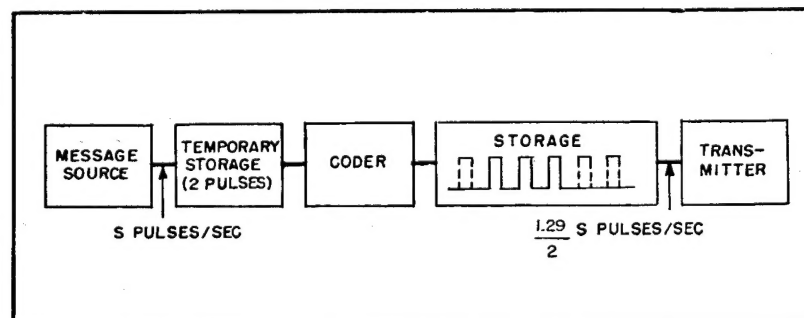 MESSAGE
SOURCE
TEMPORARY
STORAGE
(2 PULSES)
CODER
STORAGE
TRANS-
MITTER
S PULSES/SEC
1.29
2
S PULSES/SEC